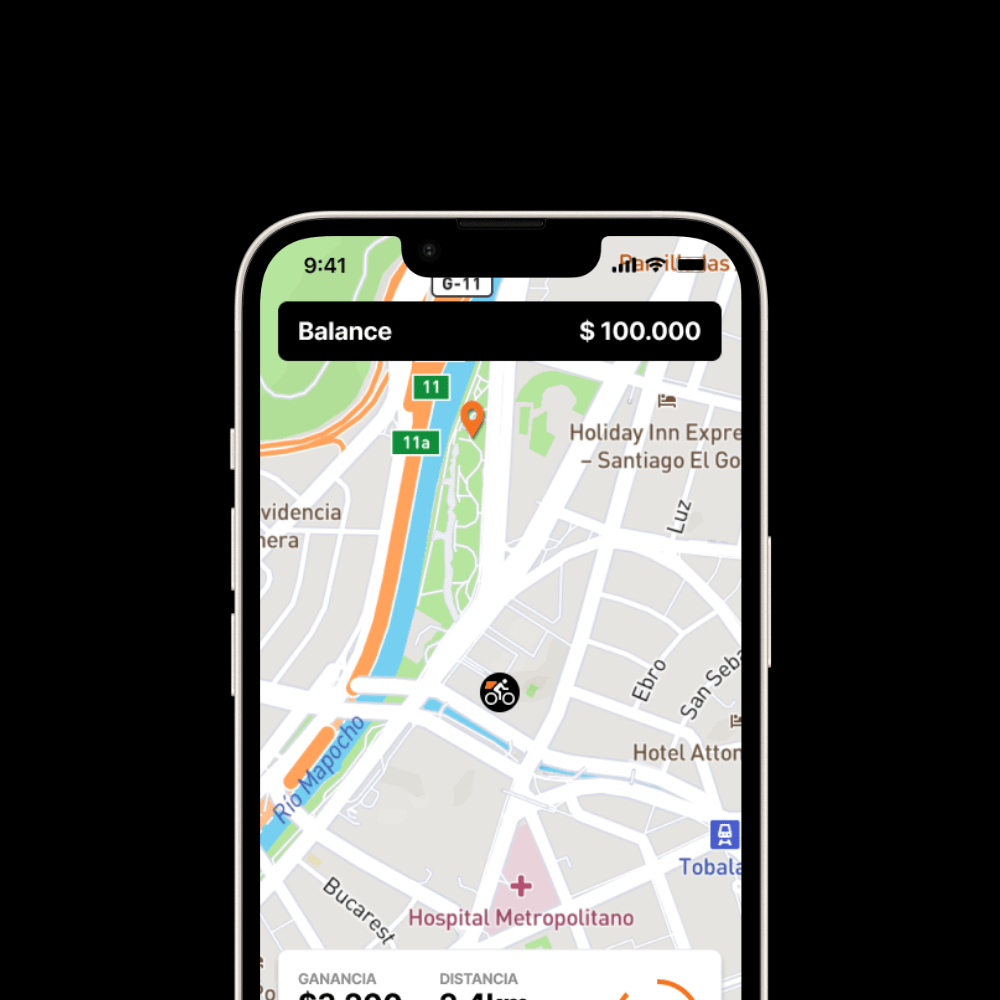 9:41
G-11
Balance
$ 100.000
11
11a
Holiday Inn Expre
– Santiago El Go
Luz
videncia
nera
Ebro
San Seba
Hotel Atton
Río Mapocho
Tobala
Bucarest
Hospital Metropolitano
GANANCIA
DISTANCIA